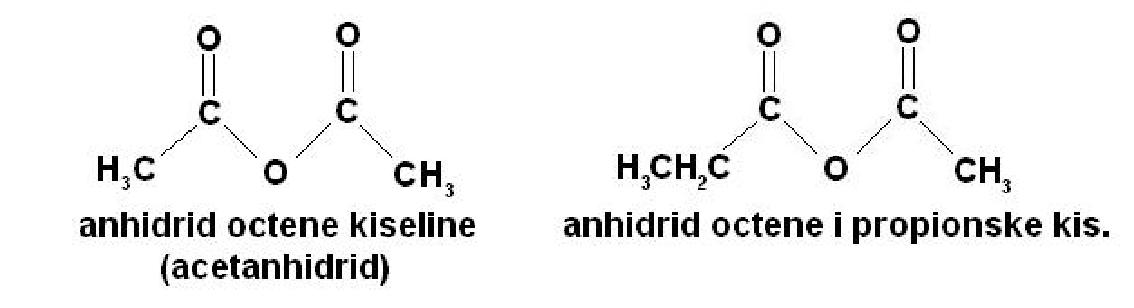 O O O O
C C C C
H₃C O CH₃ H₃CH₂C O CH₃
anhidrid octene kiseline anhidrid octene i propionske kis.
(acetanhidrid)